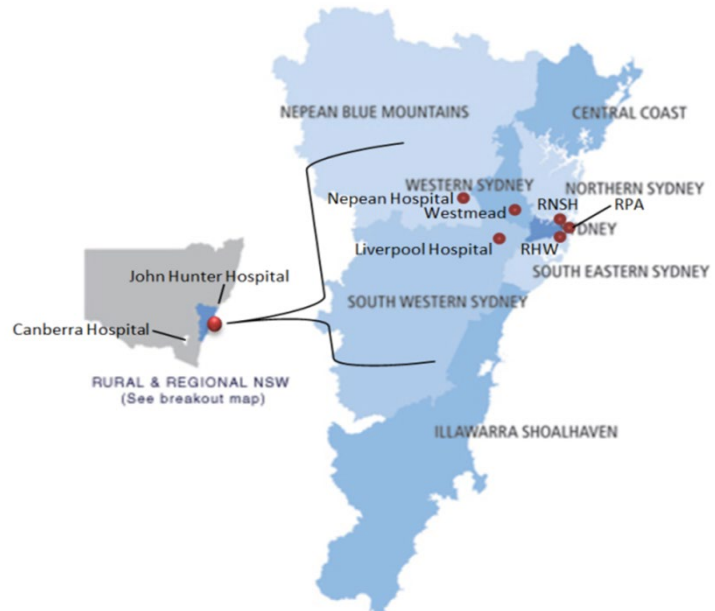 NEPEAN BLUE MOUNTAINS
CENTRAL COAST
WESTERN SYDNEY
NORTHERN SYDNEY
Nepean Hospital
RNSH
RPA
Westmead
DNEY
Liverpool Hospital
RHW
SOUTH EASTERN SYDNEY
John Hunter Hospital
SOUTH WESTERN SYDNEY
Canberra Hospital
RURAL & REGIONAL NSW
(See breakout map)
ILLAWARRA SHOALHAVEN